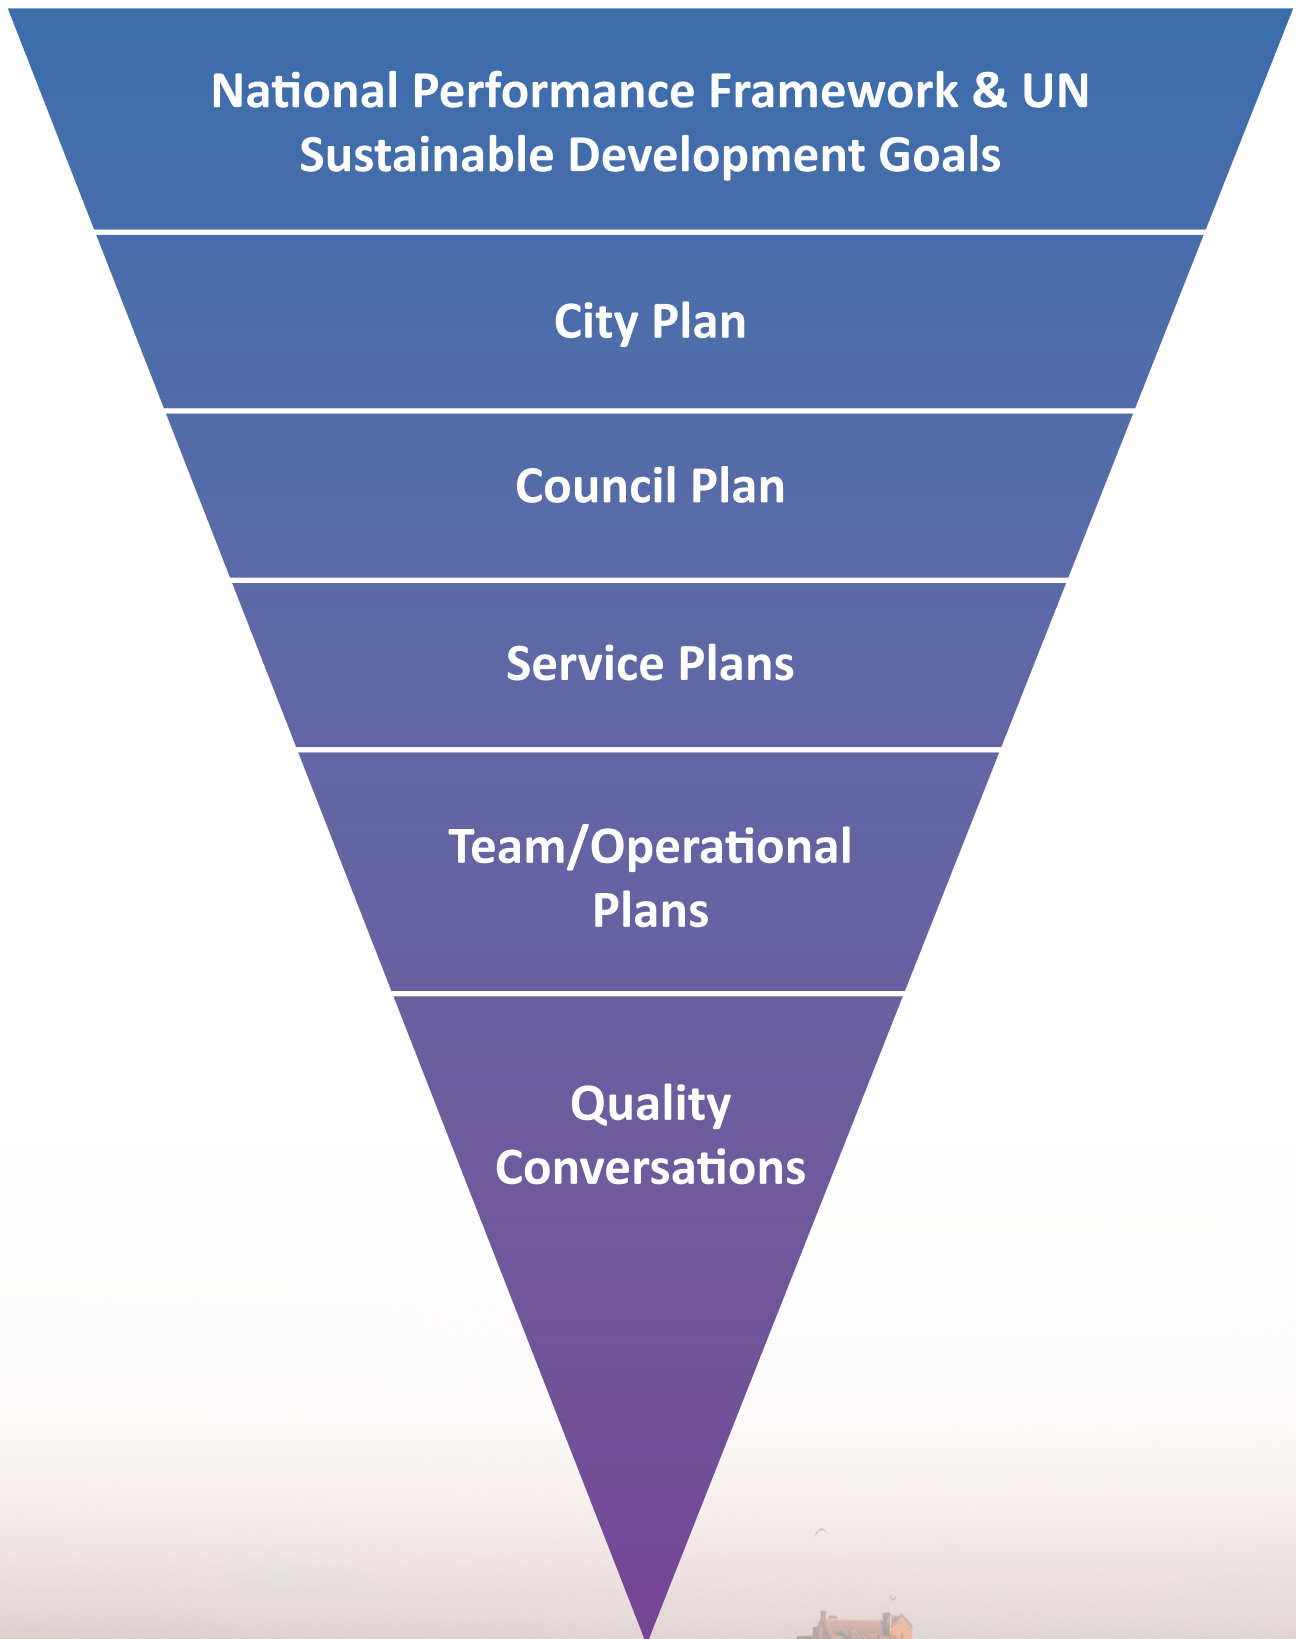 National Performance Framework & UN
Sustainable Development Goals
City Plan
Council Plan
Service Plans
Team/Operational
Plans
Quality
Conversations